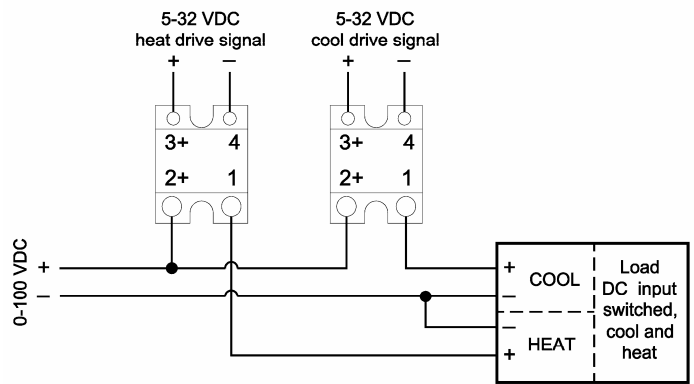 5-32 VDC
heat drive signal
+ −
5-32 VDC
cool drive signal
+ −
3+ 4
2+ 1
3+ 4
2+ 1
0-100 VDC
+
−
+
COOL
−
−
HEAT
+
Load
DC input
switched,
cool and
heat